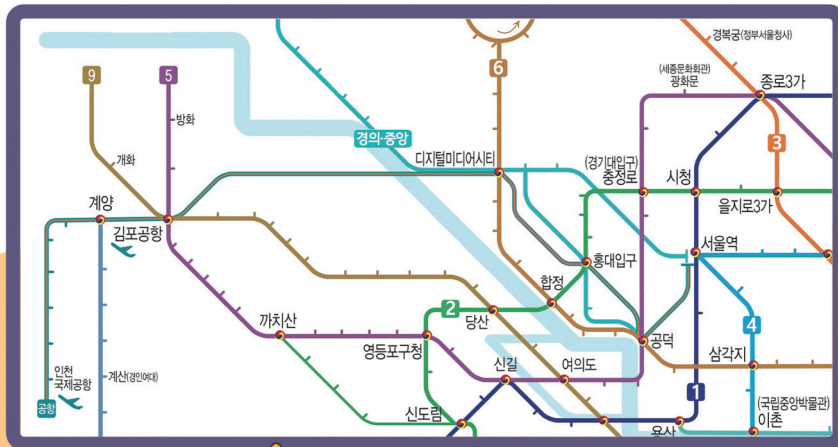 경복궁(정부서울청사)
9
5
6
(세종문화회관)
광화문
종로3가
방화
경의·중앙
3
개화
디지털미디어시티
(경기대입구)
충정로
시청
계양
을지로3가
김포공항
서울역
홍대입구
합정
2
당산
4
까치산
영등포구청
공덕
삼각지
신길
여의도
인천
국제공항
계산(경인여대)
1
(국립중앙박물관)
이촌
공항
신도림
용산